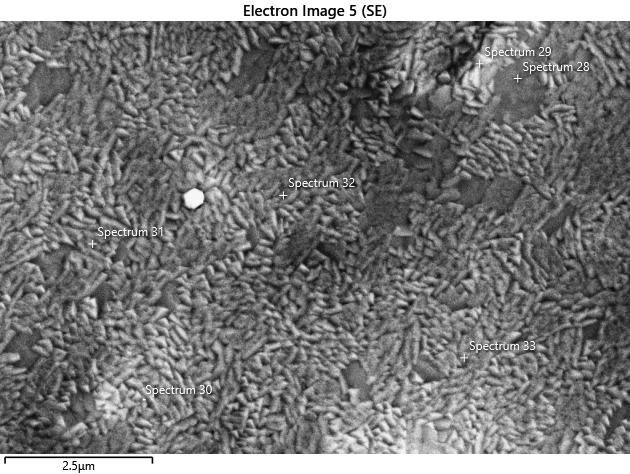 Electron Image 5 (SE)
Spectrum 29
Spectrum 28
Spectrum 32
Spectrum 31
Spectrum 33
Spectrum 30
2.5μm